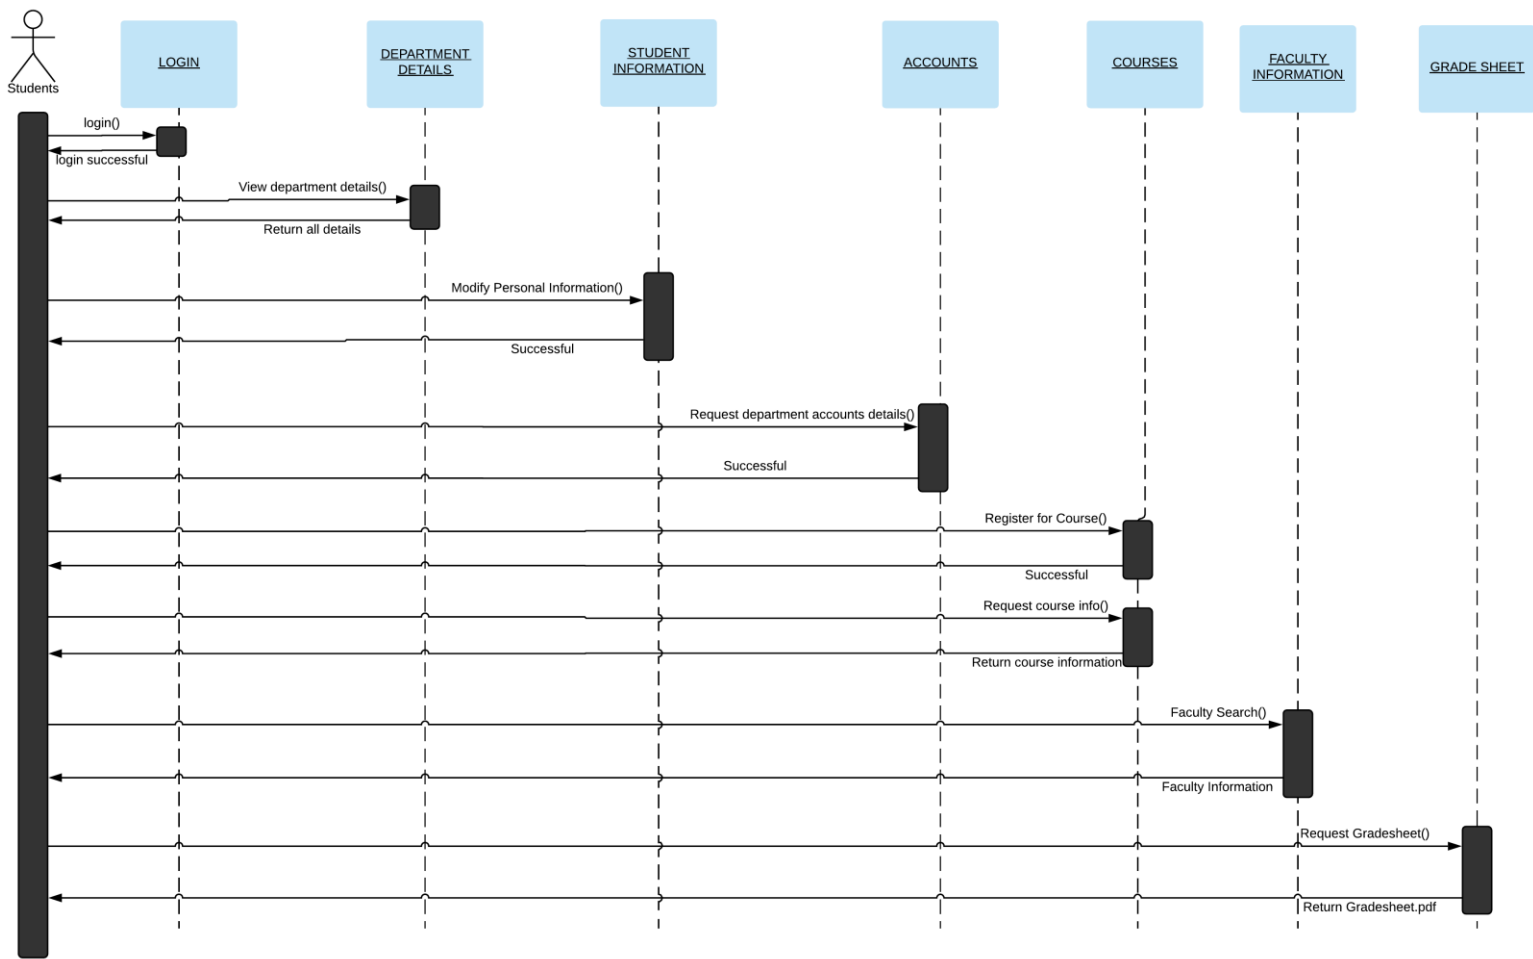 Students
LOGIN
DEPARTMENT
DETAILS
STUDENT
INFORMATION
ACCOUNTS
COURSES
FACULTY
INFORMATION
GRADE SHEET
login()
login successful
View department details()
Return all details
Modify Personal Information()
Successful
Request department accounts details()
Successful
Register for Course()
Successful
Request course info()
Return course information
Faculty Search()
Faculty Information
Request Gradesheet()
Return Gradesheet.pdf